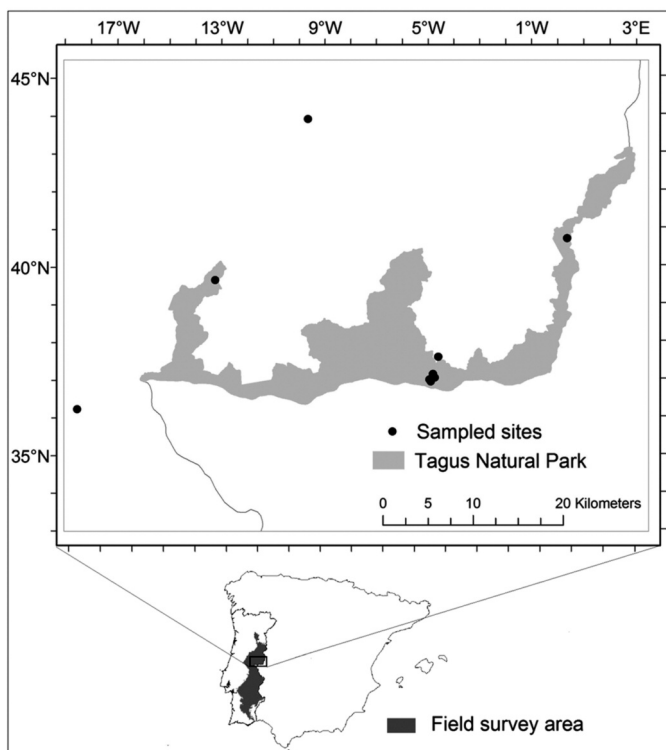 17°W 13°W 9°W 5°W 1°W 3°E
45°N
40°N
35°N
Sampled sites
Tagus Natural Park
0 5 10 20 Kilometers
Field survey area